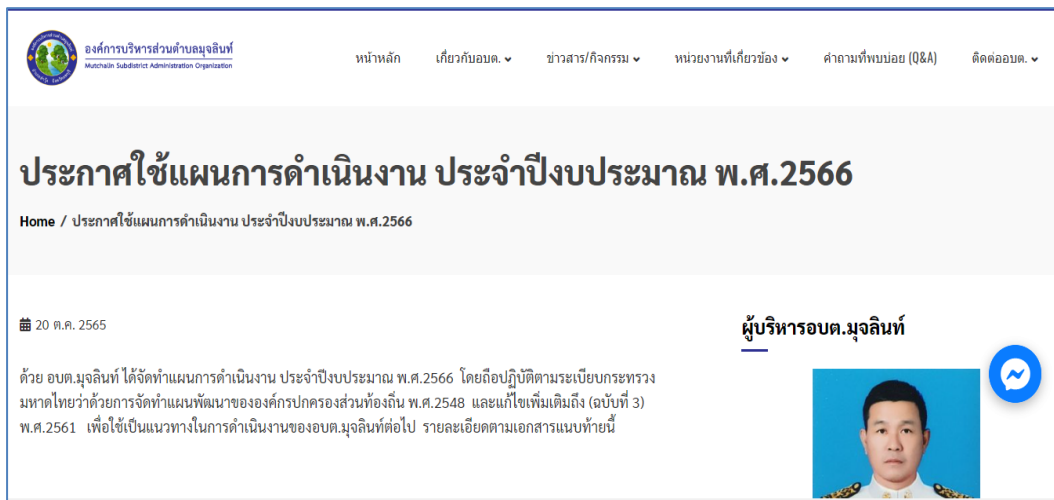 องค์การบริหารส่วนตำบลมุจลินท์
Mutchalin Subdistrict Administration Organization
หน้าหลัก เกี่ยวกับอบต. ข่าวสาร/กิจกรรม หน่วยงานที่เกี่ยวข้อง คำถามที่พบบ่อย (Q&A) ติดต่ออบต.
ประกาศใช้แผนการดำเนินงาน ประจำปีงบประมาณ พ.ศ.2566
Home / ประกาศใช้แผนการดำเนินงาน ประจำปีงบประมาณ พ.ศ.2566
20 ต.ค. 2565
ผู้บริหารอบต.มุจลินท์
ด้วย อบต.มุจลินท์ ได้จัดทำแผนการดำเนินงาน ประจำปีงบประมาณ พ.ศ.2566 โดยถือปฏิบัติตามระเบียบกระทรวง
มหาดไทยว่าด้วยการจัดทำแผนพัฒนาขององค์กรปกครองส่วนท้องถิ่น พ.ศ.2548 และแก้ไขเพิ่มเติมถึง (ฉบับที่ 3)
พ.ศ.2561 เพื่อใช้เป็นแนวทางในการดำเนินงานของอบต.มุจลินท์ต่อไป รายละเอียดตามเอกสารแนบท้ายนี้